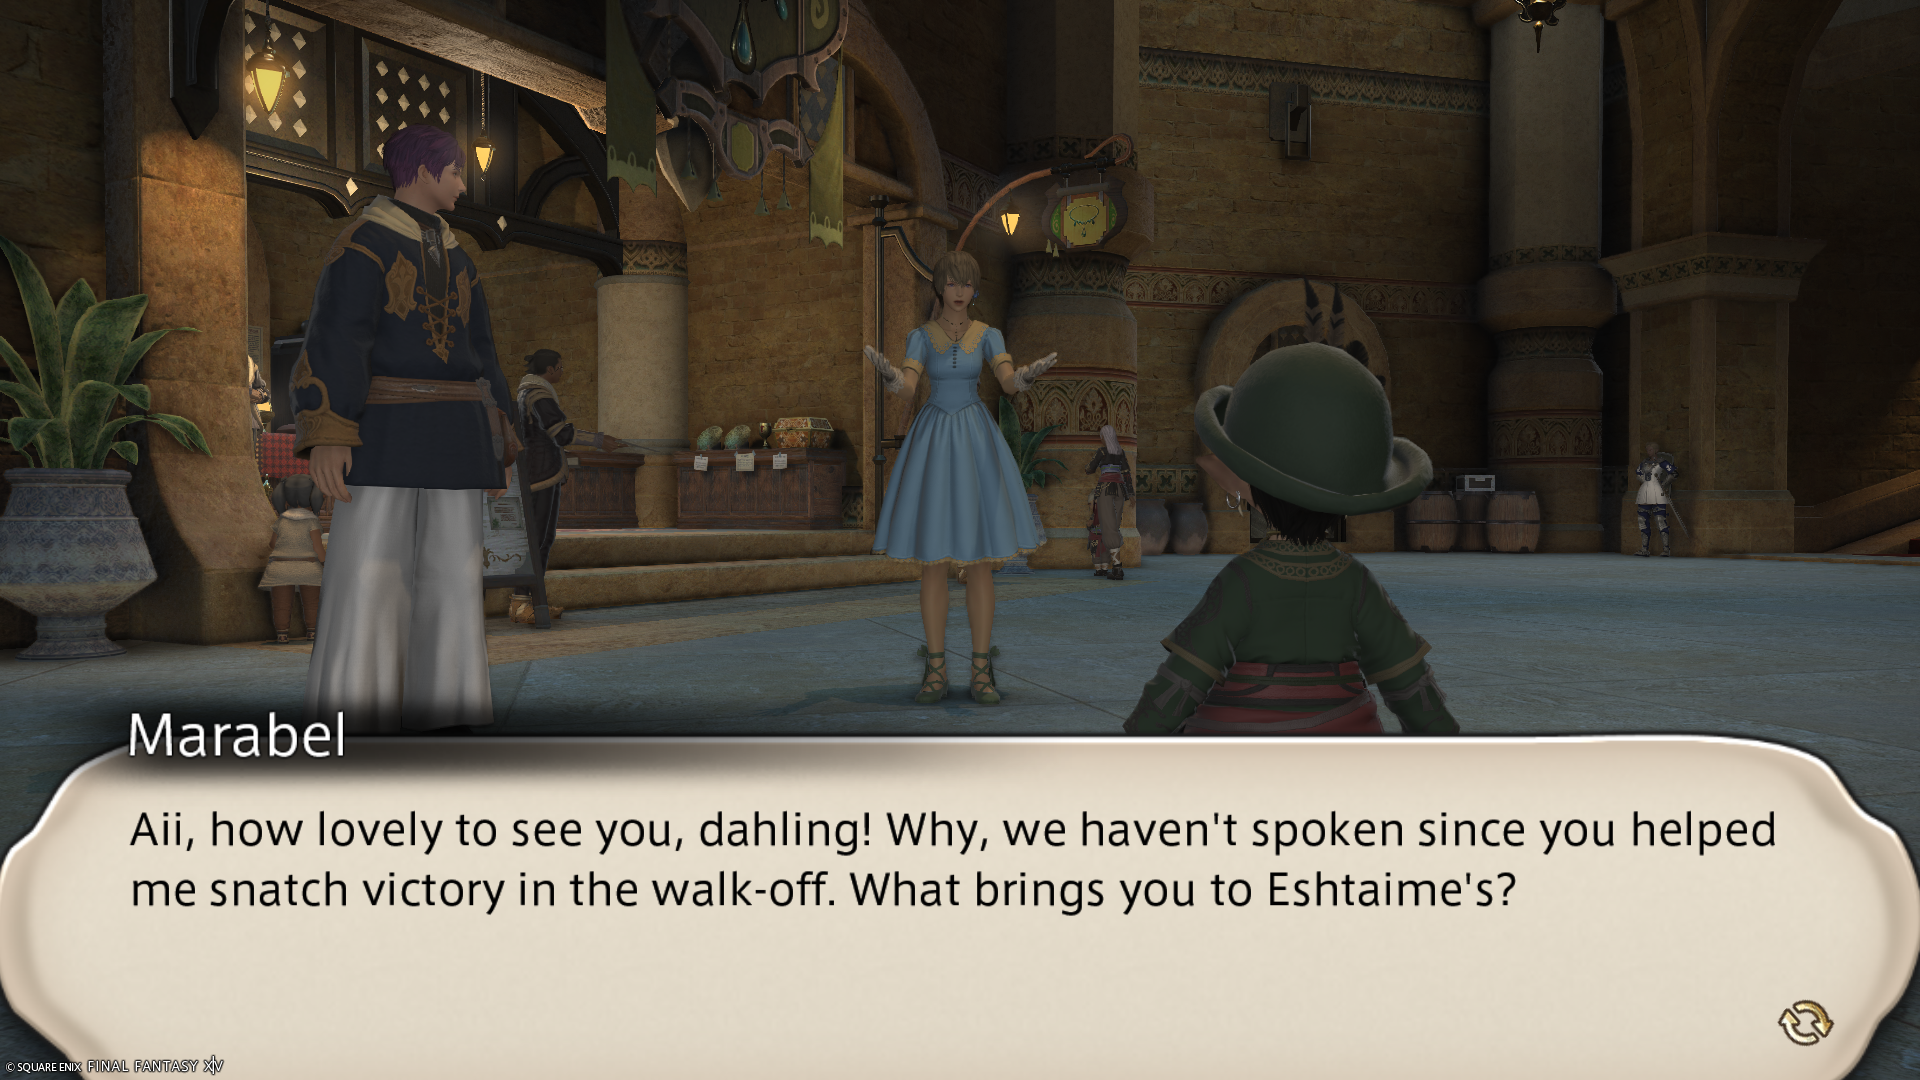 Marabel
Aii, how lovely to see you, dahling! Why, we haven't spoken since you helped
me snatch victory in the walk-off. What brings you to Eshtaime's?
© SQUARE ENIX FINAL FANTASY XIV